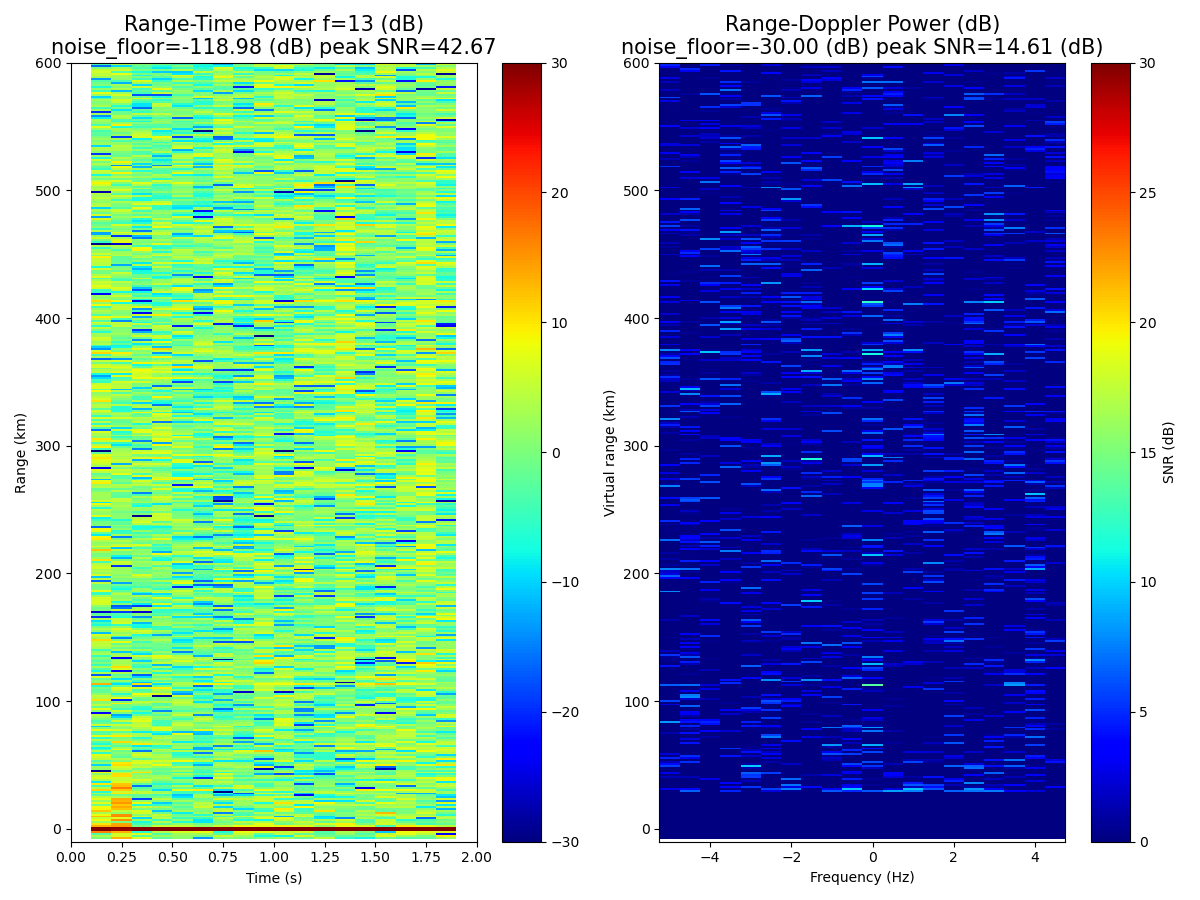 Range-Time Power f=13 (dB)
noise_floor=-118.98 (dB) peak SNR=42.67
600
500
400
300
200
100
0
Range (km)
0.00 0.25 0.50 0.75 1.00 1.25 1.50 1.75 2.00
Time (s)
30
20
10
0
−10
−20
−30
Range-Doppler Power (dB)
noise_floor=-30.00 (dB) peak SNR=14.61 (dB)
600
500
400
300
200
100
0
Virtual range (km)
−4 −2 0 2 4
Frequency (Hz)
30
25
20
15
10
5
0
SNR (dB)